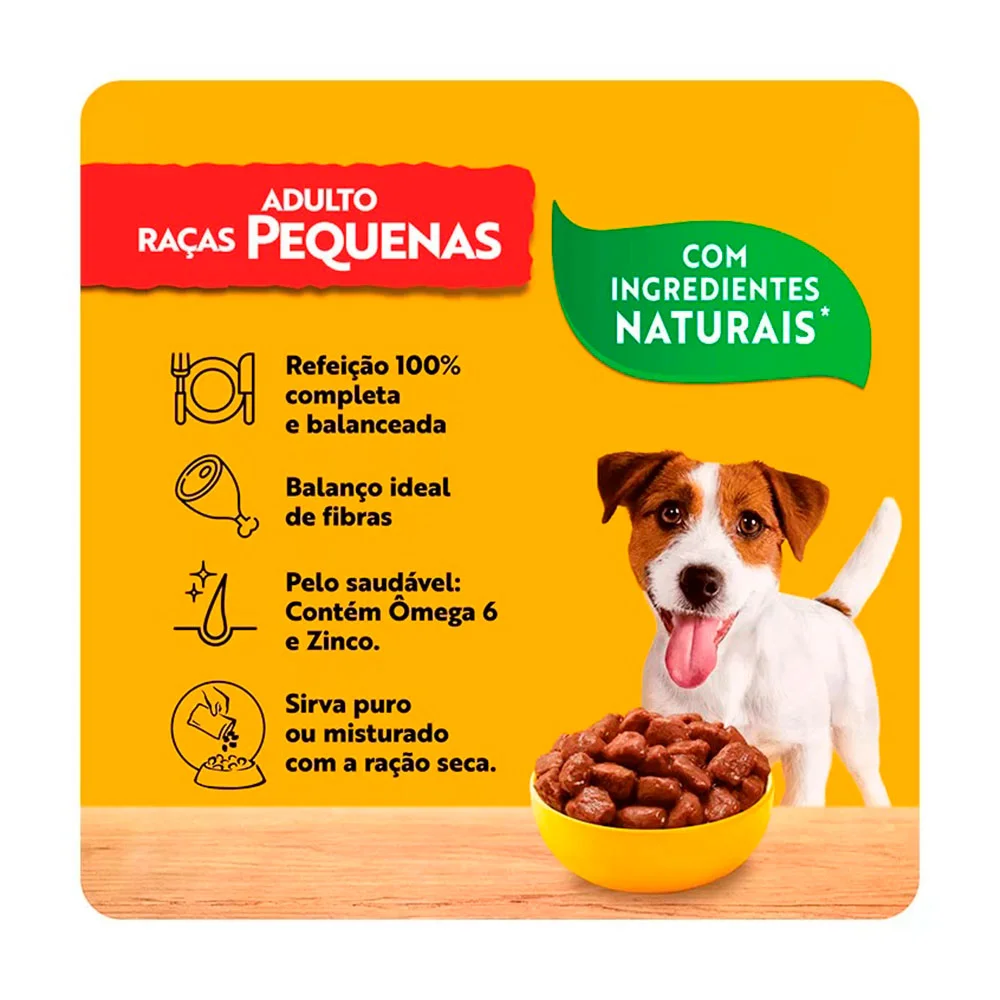 ADULTO
RAÇAS PEQUENAS
COM
INGREDIENTES
NATURAIS*
Refeição 100%
completa
e balanceada
Balanço ideal
de fibras
Pelo saudável:
Contém Ômega 6
e Zinco.
Sirva puro
ou misturado
com a ração seca.